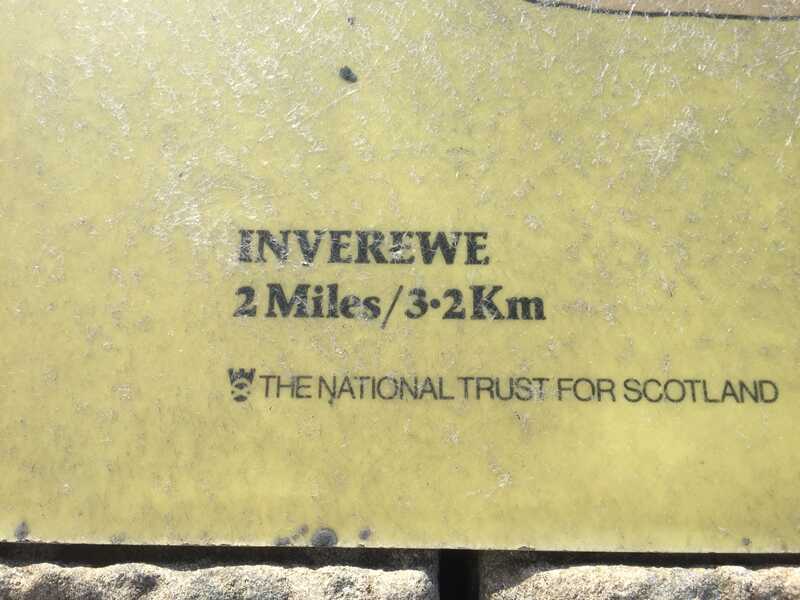 INVEREWE
2 Miles/3·2Km
THE NATIONAL TRUST FOR SCOTLAND